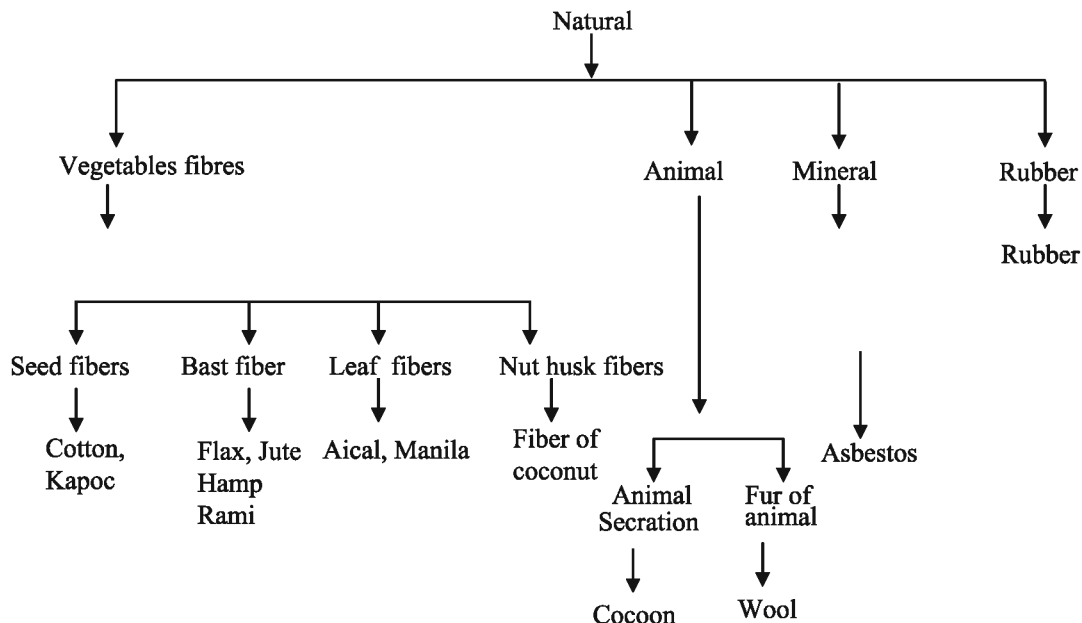 Natural
Vegetables fibres
Animal
Mineral
Rubber
Rubber
Seed fibers
Bast fiber
Leaf fibers
Nut husk fibers
Cotton,
Kapoc
Flax, Jute
Hamp
Rami
Aical, Manila
Fiber of
coconut
Asbestos
Animal
Secration
Fur of
animal
Cocoon
Wool